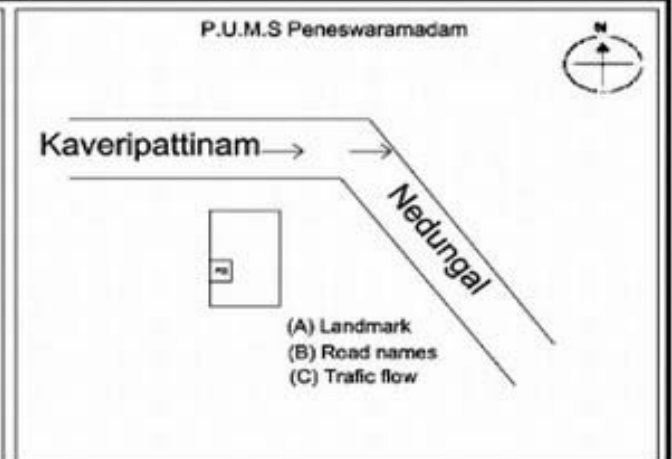 P.U.M.S Peneswaramadam
N
Kaveripattinam
Nedungal
(A) Landmark
(B) Road names
(C) Trafic flow